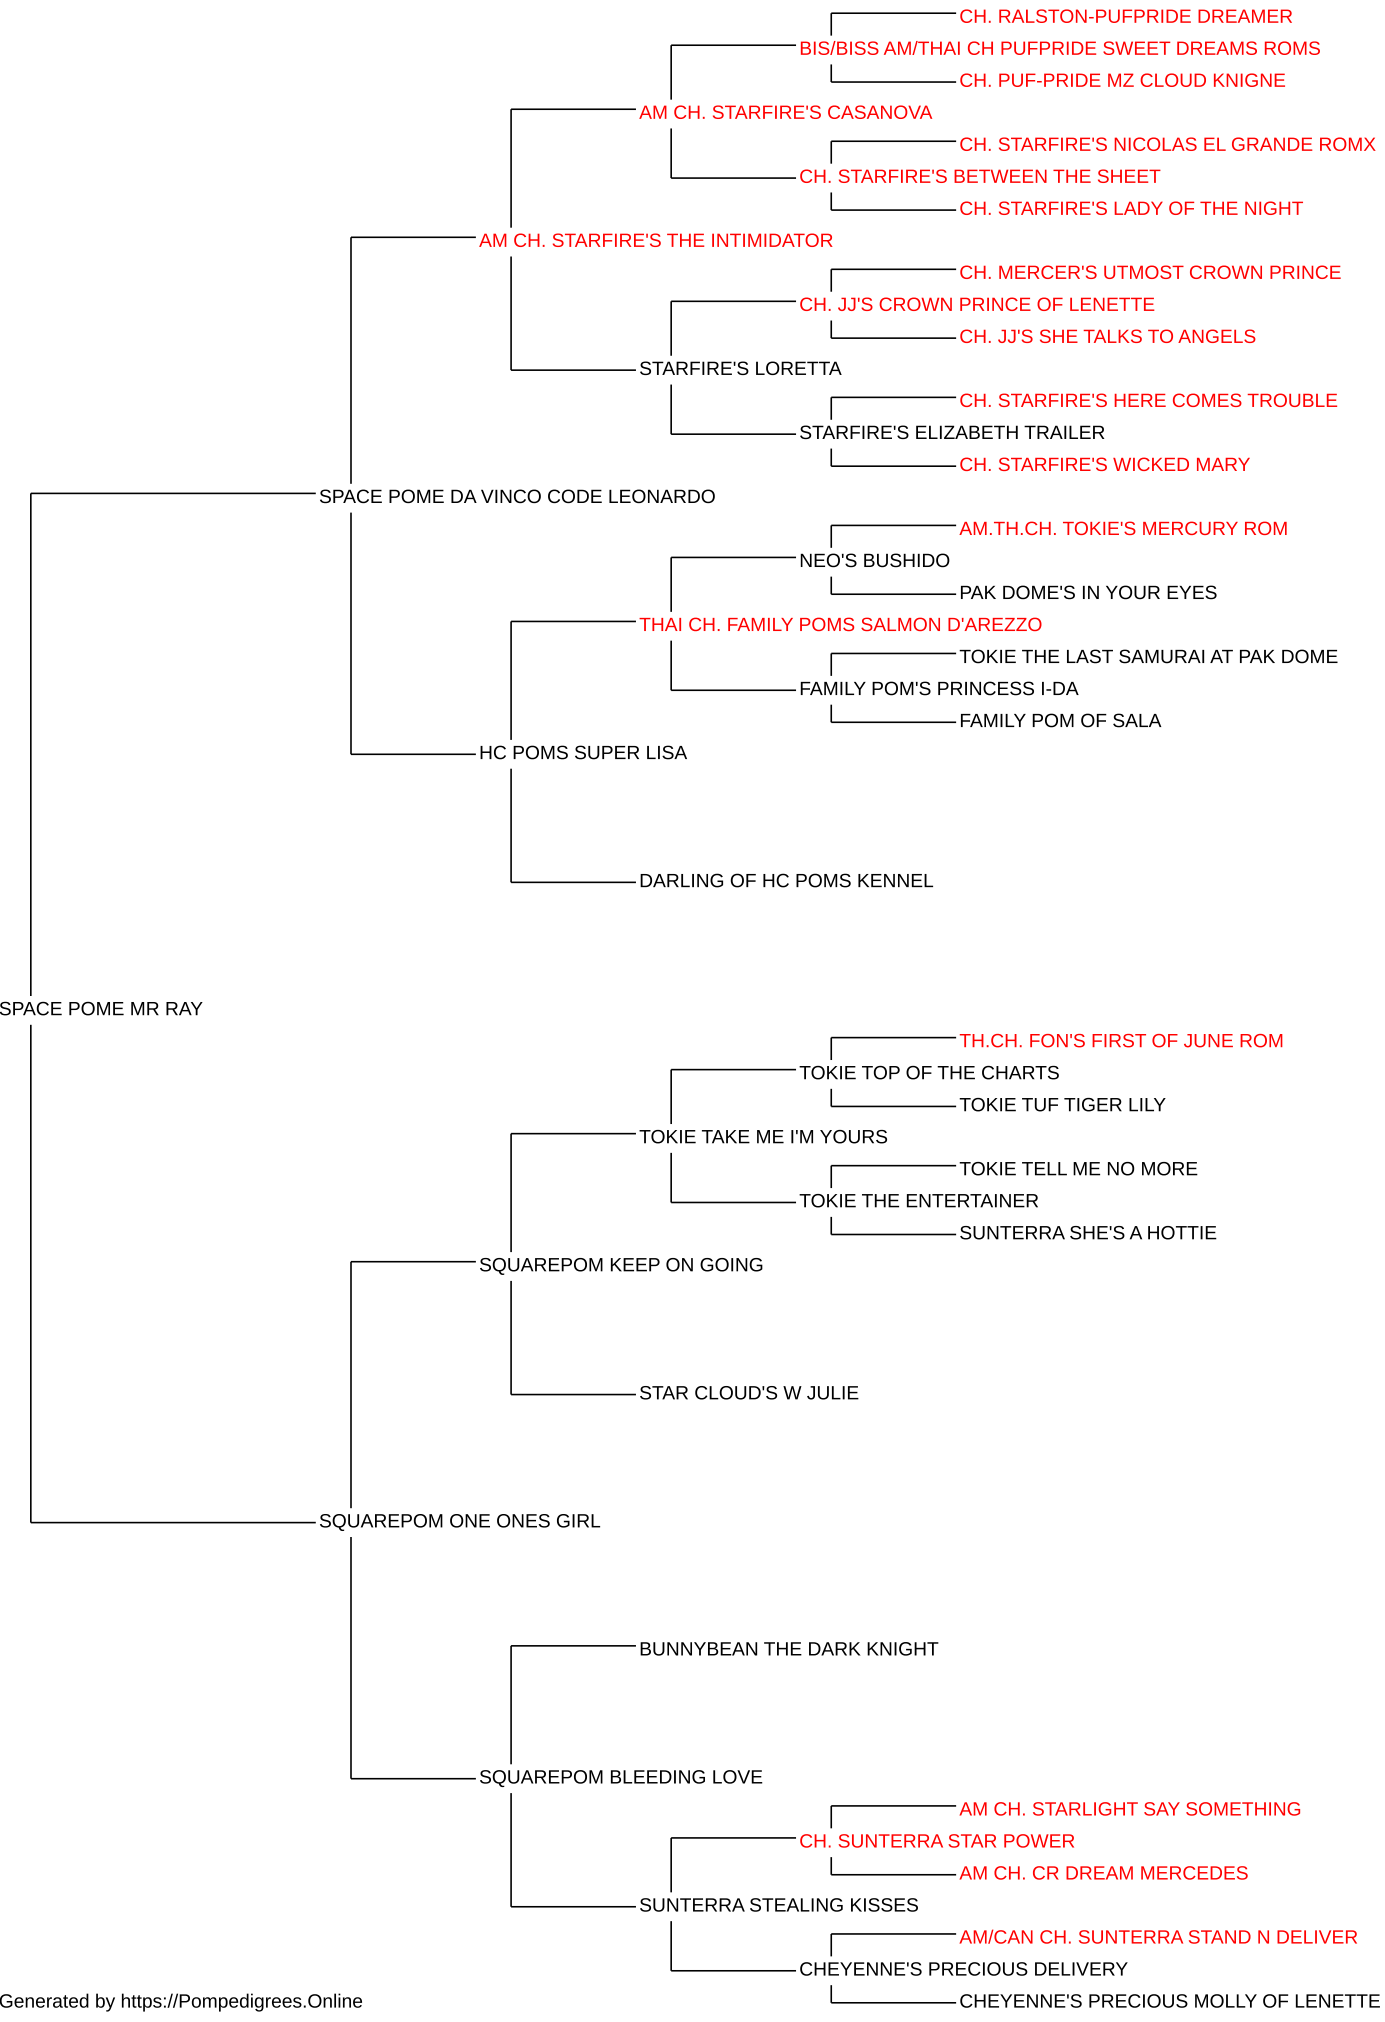 CH. RALSTON-PUFPRIDE DREAMER
BIS/BISS AM/THAI CH PUFPRIDE SWEET DREAMS ROMS
CH. PUF-PRIDE MZ CLOUD KNIGNE
AM CH. STARFIRE'S CASANOVA
CH. STARFIRE'S NICOLAS EL GRANDE ROMX
CH. STARFIRE'S BETWEEN THE SHEET
CH. STARFIRE'S LADY OF THE NIGHT
AM CH. STARFIRE'S THE INTIMIDATOR
CH. MERCER'S UTMOST CROWN PRINCE
CH. JJ'S CROWN PRINCE OF LENETTE
CH. JJ'S SHE TALKS TO ANGELS
STARFIRE'S LORETTA
CH. STARFIRE'S HERE COMES TROUBLE
STARFIRE'S ELIZABETH TRAILER
CH. STARFIRE'S WICKED MARY
SPACE POME DA VINCO CODE LEONARDO
AM.TH.CH. TOKIE'S MERCURY ROM
NEO'S BUSHIDO
PAK DOME'S IN YOUR EYES
THAI CH. FAMILY POMS SALMON D'AREZZO
TOKIE THE LAST SAMURAI AT PAK DOME
FAMILY POM'S PRINCESS I-DA
FAMILY POM OF SALA
HC POMS SUPER LISA
DARLING OF HC POMS KENNEL
SPACE POME MR RAY
TH.CH. FON'S FIRST OF JUNE ROM
TOKIE TOP OF THE CHARTS
TOKIE TUF TIGER LILY
TOKIE TAKE ME I'M YOURS
TOKIE TELL ME NO MORE
TOKIE THE ENTERTAINER
SUNTERRA SHE'S A HOTTIE
SQUAREPOM KEEP ON GOING
STAR CLOUD'S W JULIE
SQUAREPOM ONE ONES GIRL
BUNNYBEAN THE DARK KNIGHT
SQUAREPOM BLEEDING LOVE
AM CH. STARLIGHT SAY SOMETHING
CH. SUNTERRA STAR POWER
AM CH. CR DREAM MERCEDES
SUNTERRA STEALING KISSES
AM/CAN CH. SUNTERRA STAND N DELIVER
CHEYENNE'S PRECIOUS DELIVERY
CHEYENNE'S PRECIOUS MOLLY OF LENETTE
Generated by https://Pompedigrees.Online